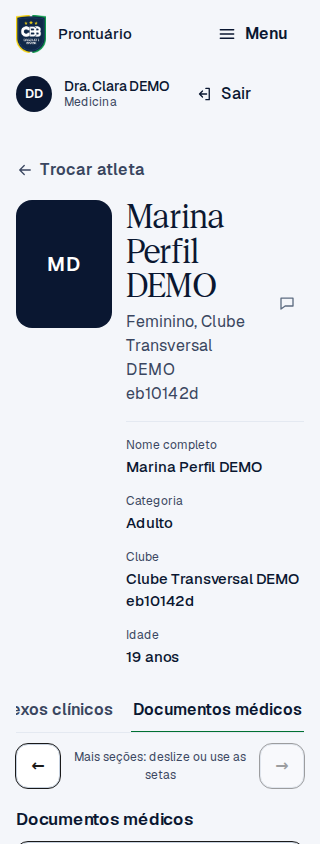 CBB
Prontuário
Menu
DD
Dra. Clara DEMO
Medicina
Sair
Trocar atleta
MD
Marina
Perfil
DEMO
Feminino, Clube
Transversal
DEMO
eb10142d
Nome completo
Marina Perfil DEMO
Categoria
Adulto
Clube
Clube Transversal DEMO
eb10142d
Idade
19 anos
exos clínicos
Documentos médicos
←
Mais seções: deslize ou use as
setas
→
Documentos médicos